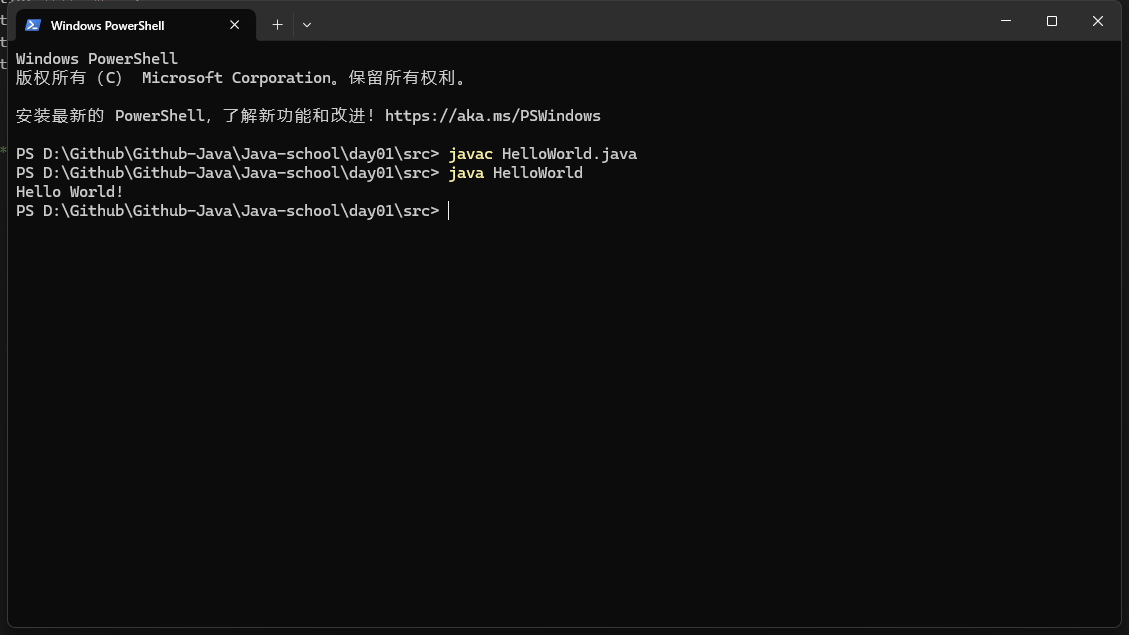 Windows PowerShell
Windows PowerShell
版权所有（C） Microsoft Corporation。保留所有权利。
安装最新的 PowerShell，了解新功能和改进！https://aka.ms/PSWindows
PS D:\Github\Github-Java\Java-school\day01\src> javac HelloWorld.java
PS D:\Github\Github-Java\Java-school\day01\src> java HelloWorld
Hello World!
PS D:\Github\Github-Java\Java-school\day01\src>